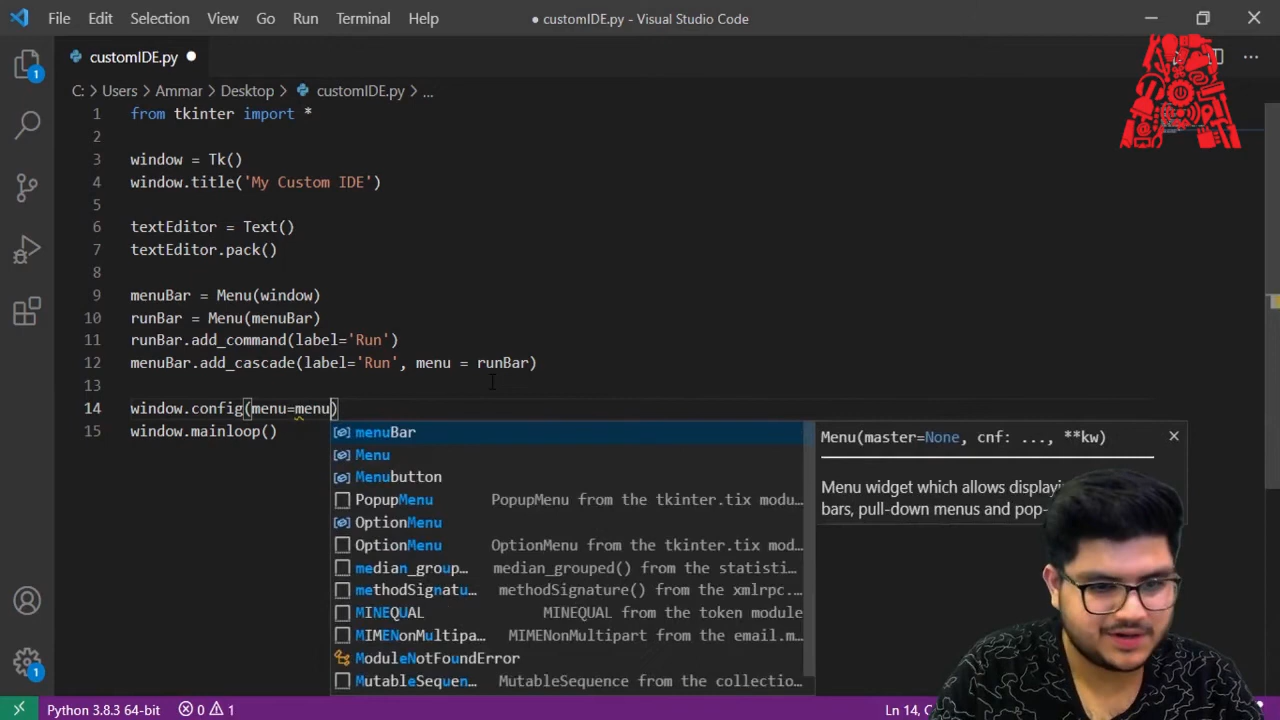 File Edit Selection View Go Run Terminal Help ● customIDE.py - Visual Studio Code
customIDE.py ●
C: > Users > Ammar > Desktop > customIDE.py > ...
1 from tkinter import *
2
3 window = Tk()
4 window.title('My Custom IDE')
5
6 textEditor = Text()
7 textEditor.pack()
8
9 menuBar = Menu(window)
10 runBar = Menu(menuBar)
11 runBar.add_command(label='Run')
12 menuBar.add_cascade(label='Run', menu = runBar)
13
14 window.config(menu=menu)
15 window.mainloop()
menuBar
Menu
Menubutton
PopupMenu PopupMenu from the tkinter.tix modu...
OptionMenu
OptionMenu OptionMenu from the tkinter.tix mod...
median_group… median_grouped() from the statisti...
methodSignatu… methodSignature() from the xmlrpc....
MINEQUAL MINEQUAL from the token module
MIMENonMultipa… MIMENonMultipart from the email.m...
ModuleNotFoundError
MutableSequen… MutableSequence from the collectio...
Menu(master=None, cnf: ..., **kw)
Menu widget which allows displayi
bars, pull-down menus and pop-
1
1
Python 3.8.3 64-bit 0 1 Ln 14, C